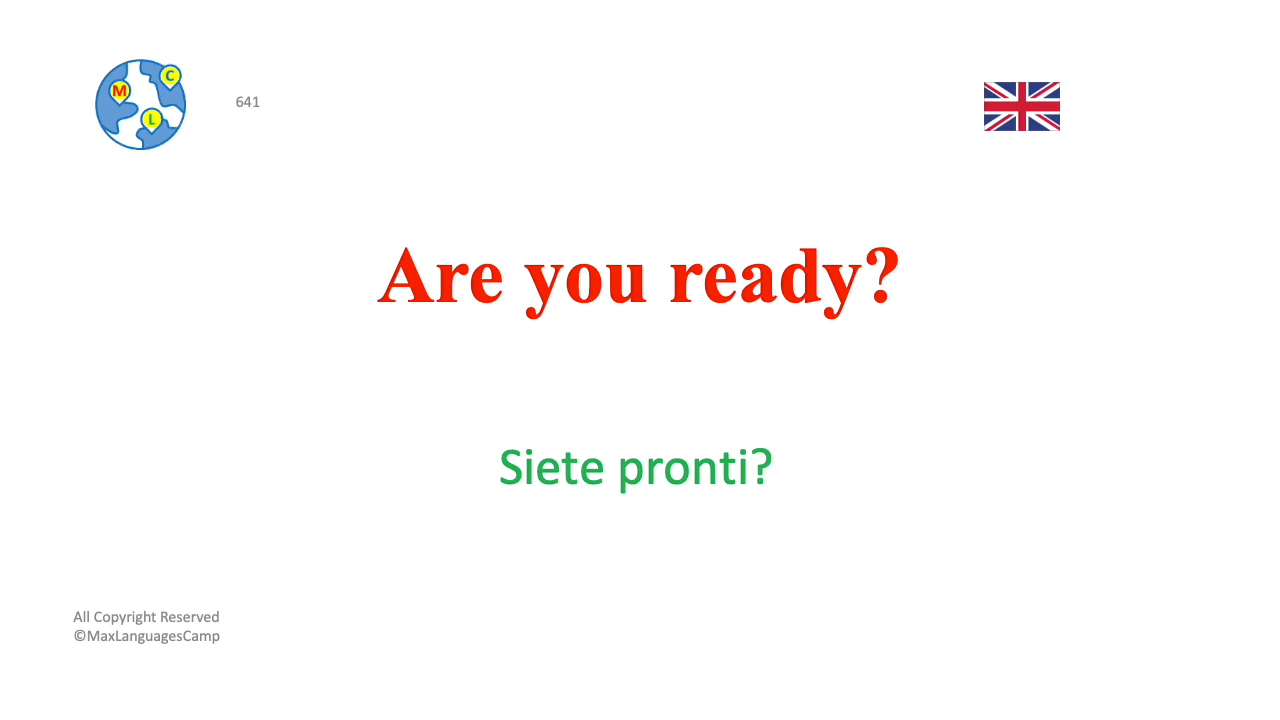 M
C
L
641
Are you ready?
Siete pronti?
All Copyright Reserved
©MaxLanguagesCamp